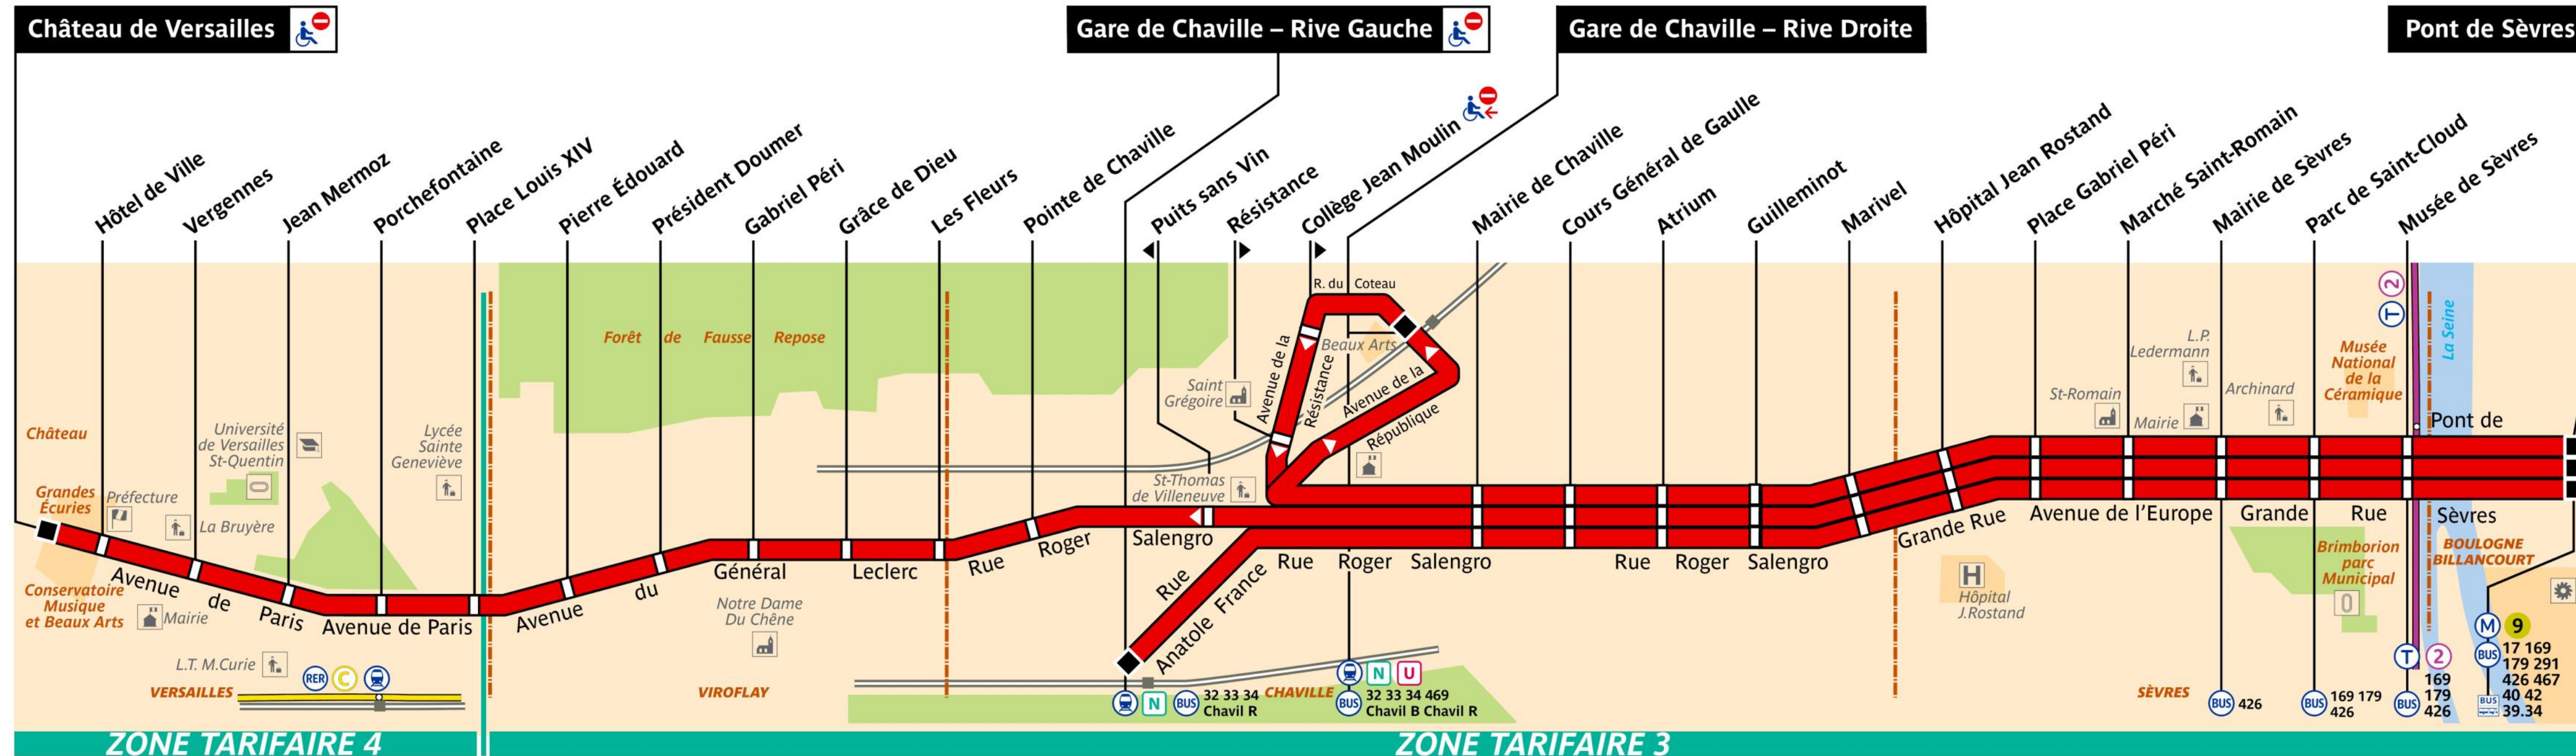 Château de Versailles
Gare de Chaville – Rive Gauche
Gare de Chaville – Rive Droite
Pont de Sèvres
Hôtel de Ville
Vergennes
Jean Mermoz
Porchefontaine
Place Louis XIV
Pierre Édouard
Président Doumer
Gabriel Péri
Grâce de Dieu
Les Fleurs
Pointe de Chaville
Puits sans Vin
Résistance
Collège Jean Moulin
Mairie de Chaville
Cours Général de Gaulle
Atrium
Guilleminot
Marivel
Hôpital Jean Rostand
Place Gabriel Péri
Marché Saint-Romain
Mairie de Sèvres
Parc de Saint-Cloud
Musée de Sèvres
Château
Grandes
Écuries
Préfecture
La Bruyère
Conservatoire
Musique
et Beaux Arts
Mairie
Université
de Versailles
St-Quentin
Lycée
Sainte
Geneviève
Avenue de Paris
Avenue de Paris
L.T. M.Curie
RER C
VERSAILLES
Forêt de Fausse Repose
Avenue du Général Leclerc
Notre Dame
Du Chêne
VIROFLAY
Rue Roger Salengro
Saint
Grégoire
St-Thomas
de Villeneuve
R. du Coteau
Beaux Arts
Avenue de la
Résistance
Avenue de la
République
Rue
Anatole France
Rue Roger Salengro
Rue Roger Salengro
N BUS 32 33 34
Chavil R
CHAVILLE
N U
BUS 32 33 34 469
Chavil B Chavil R
Grande Rue
H
Hôpital
J.Rostand
Avenue de l'Europe
Grande Rue
St-Romain
Mairie
L.P.
Ledermann
Archinard
Musée
National
de la
Céramique
2
T
La Seine
Pont de
Sèvres
Brimborion
parc
Municipal
BOULOGNE
BILLANCOURT
SÈVRES
BUS 426
BUS 169 179
426
T 2
169
179
BUS 426
M 9
BUS 17 169
179 291
426 467
BUS 40 42
39.34
ZONE TARIFAIRE 4
ZONE TARIFAIRE 3